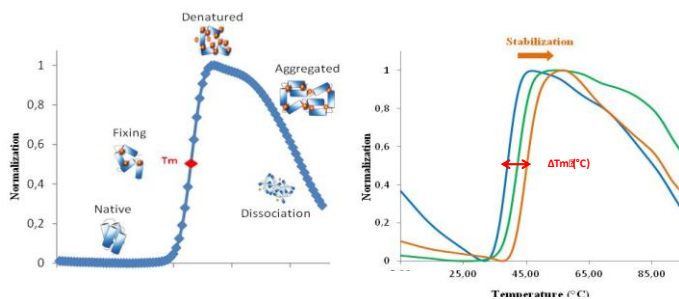 Denatured
Aggregated
Fixing
Tm
Dissociation
Native
Normalization
1
0,8
0,6
0,4
0,2
0
Stabilization
ΔTm (°C)
Normalization
1
0,8
0,6
0,4
0,2
0
25,00
45,00
65,00
85,00
Temperature (°C)